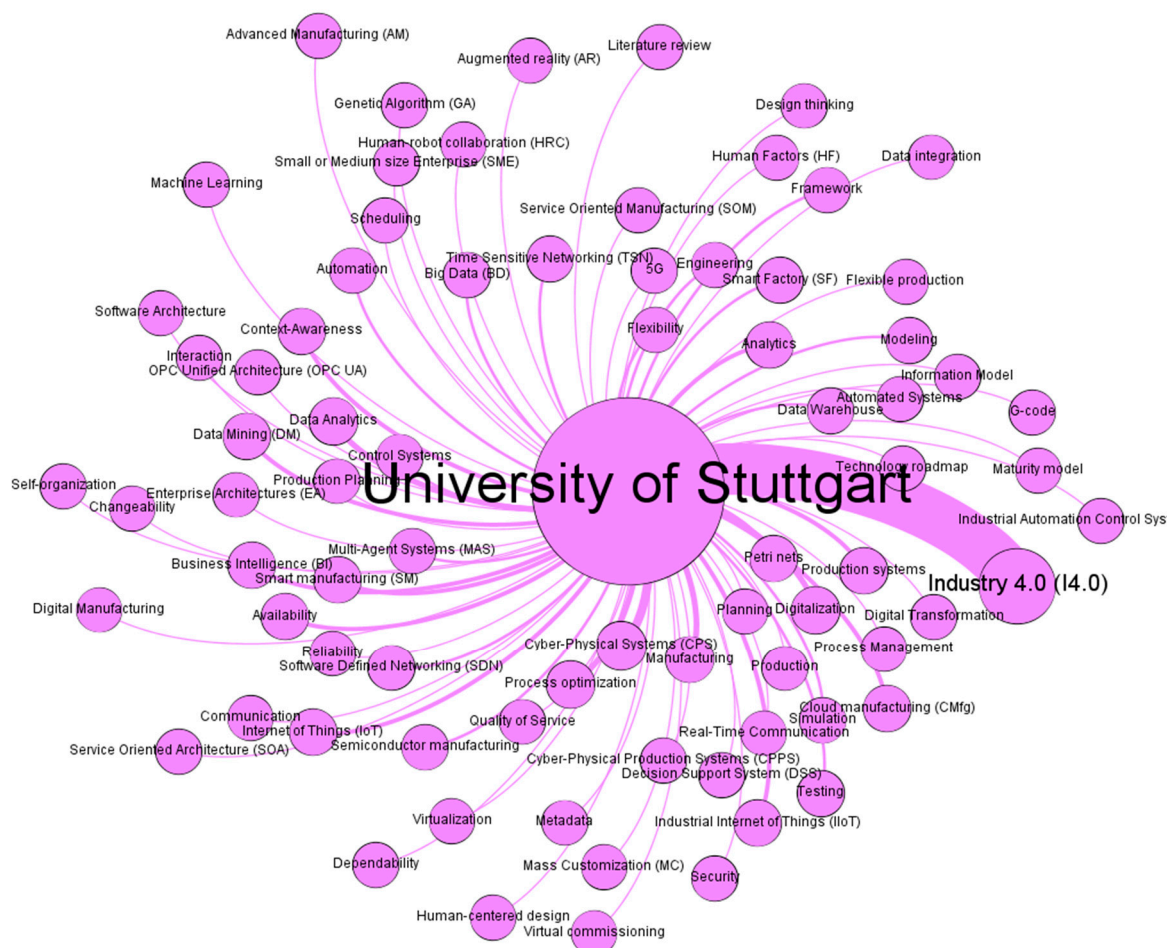 Advanced Manufacturing (AM)
Literature review
Augmented reality (AR)
Genetic Algorithm (GA)
Design thinking
Human-robot collaboration (HRC)
Small or Medium size Enterprise (SME)
Human Factors (HF)
Data integration
Machine Learning
Framework
Service Oriented Manufacturing (SOM)
Scheduling
Time Sensitive Networking (TSN)
Automation
Big Data (BD)
5G
Engineering
Smart Factory (SF)
Flexible production
Software Architecture
Context-Awareness
Flexibility
Analytics
Modeling
Interaction
OPC Unified Architecture (OPC UA)
Information Model
Automated Systems
Data Warehouse
G-code
Data Analytics
Data Mining (DM)
Control Systems
Technology roadmap
Maturity model
Production Planning
University of Stuttgart
Self-organization
Enterprise Architectures (EA)
Changeability
Industrial Automation Control Syst
Multi-Agent Systems (MAS)
Petri nets
Business Intelligence (BI)
Production systems
Smart manufacturing (SM)
Industry 4.0 (I4.0)
Digital Manufacturing
Availability
Planning
Digitalization
Digital Transformation
Cyber-Physical Systems (CPS)
Process Management
Reliability
Manufacturing
Software Defined Networking (SDN)
Production
Process optimization
Cloud manufacturing (CMfg)
Communication
Quality of Service
Simulation
Internet of Things (IoT)
Real-Time Communication
Service Oriented Architecture (SOA)
Semiconductor manufacturing
Cyber-Physical Production Systems (CPPS)
Decision Support System (DSS)
Testing
Virtualization
Metadata
Industrial Internet of Things (IIoT)
Dependability
Mass Customization (MC)
Security
Human-centered design
Virtual commissioning